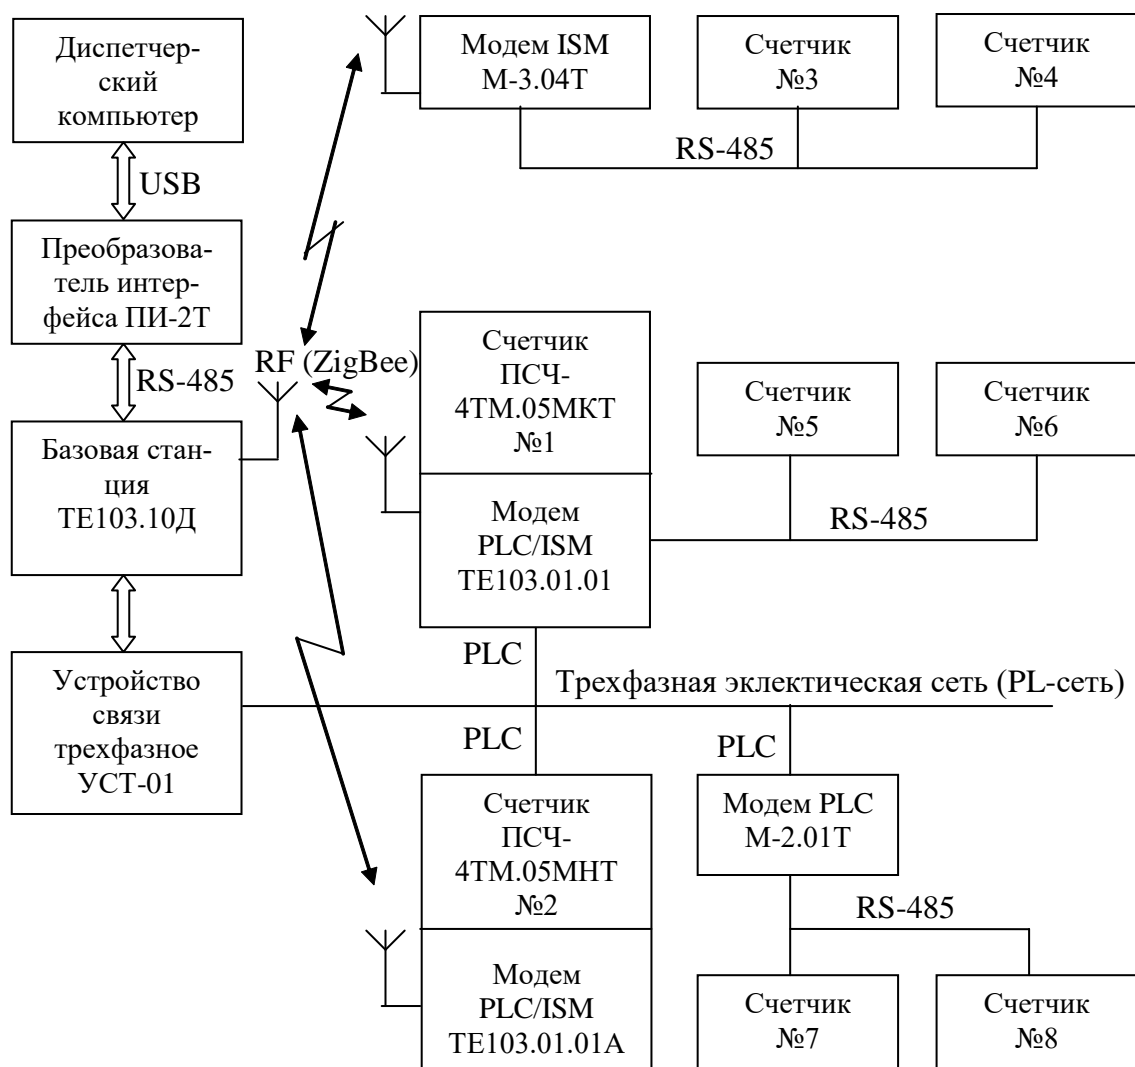 Диспетчер-
ский
компьютер
USB
Преобразова-
тель интер-
фейса ПИ-2Т
RS-485
Базовая стан-
ция
ТЕ103.10Д
Устройство
связи
трехфазное
УСТ-01
RF (ZigBee)
Модем ISM
М-3.04Т
Счетчик
№3
Счетчик
№4
RS-485
Счетчик
ПСЧ-
4ТМ.05МКТ
№1
Модем
PLC/ISM
ТЕ103.01.01
Счетчик
№5
Счетчик
№6
RS-485
PLC
Трехфазная эклектическая сеть (PL-сеть)
PLC
PLC
Счетчик
ПСЧ-
4ТМ.05МНТ
№2
Модем
PLC/ISM
ТЕ103.01.01А
Модем PLC
М-2.01Т
RS-485
Счетчик
№7
Счетчик
№8